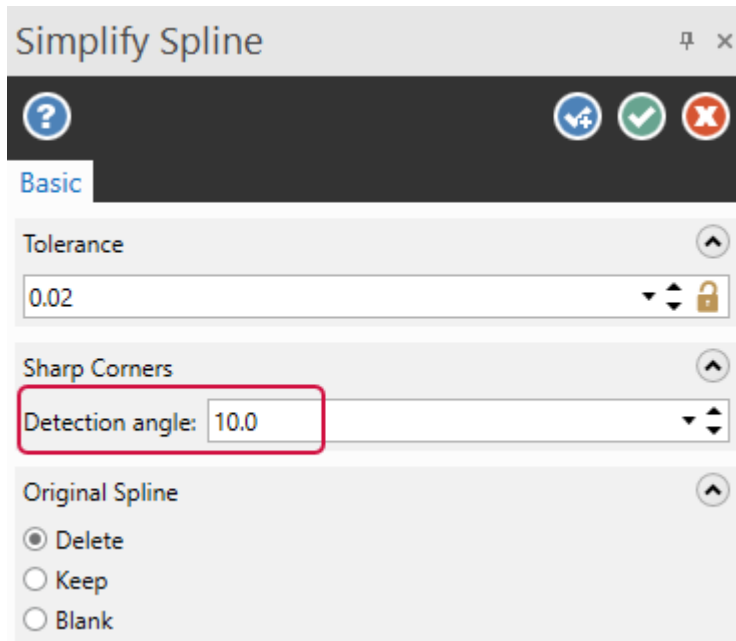 Simplify Spline
Basic
Tolerance
0.02
Sharp Corners
Detection angle: 10.0
Original Spline
Delete
Keep
Blank